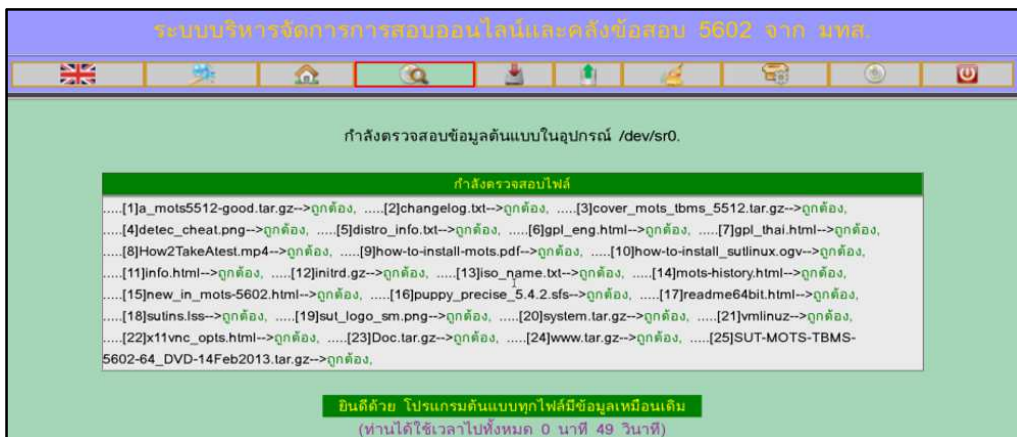 ระบบบริหารจัดการการสอบออนไลน์และคลังข้อสอบ 5602 จาก มทส.
กำลังตรวจสอบข้อมูลต้นแบบในอุปกรณ์ /dev/sr0.
กำลังตรวจสอบไฟล์
.....[1]a_mots5512-good.tar.gz-->ถูกต้อง, .....[2]changelog.txt-->ถูกต้อง, .....[3]cover_mots_tbms_5512.tar.gz-->ถูกต้อง,
.....[4]detec_cheat.png-->ถูกต้อง, .....[5]distro_info.txt-->ถูกต้อง, .....[6]gpl_eng.html-->ถูกต้อง, .....[7]gpl_thai.html-->ถูกต้อง,
.....[8]How2TakeAtest.mp4-->ถูกต้อง, .....[9]how-to-install-mots.pdf-->ถูกต้อง, .....[10]how-to-install_sutlinux.ogv-->ถูกต้อง,
.....[11]info.html-->ถูกต้อง, .....[12]initrd.gz-->ถูกต้อง, .....[13]iso_name.txt-->ถูกต้อง, .....[14]mots-history.html-->ถูกต้อง,
.....[15]new_in_mots-5602.html-->ถูกต้อง, .....[16]puppy_precise_5.4.2.sfs-->ถูกต้อง, .....[17]readme64bit.html-->ถูกต้อง,
.....[18]sutins.lss-->ถูกต้อง, .....[19]sut_logo_sm.png-->ถูกต้อง, .....[20]system.tar.gz-->ถูกต้อง, .....[21]vmlinuz-->ถูกต้อง,
.....[22]x11vnc_opts.html-->ถูกต้อง, .....[23]Doc.tar.gz-->ถูกต้อง, .....[24]www.tar.gz-->ถูกต้อง, .....[25]SUT-MOTS-TBMS-
5602-64_DVD-14Feb2013.tar.gz-->ถูกต้อง,
ยินดีด้วย โปรแกรมต้นแบบทุกไฟล์มีข้อมูลเหมือนเดิม
(ท่านได้ใช้เวลาไปทั้งหมด 0 นาที 49 วินาที)